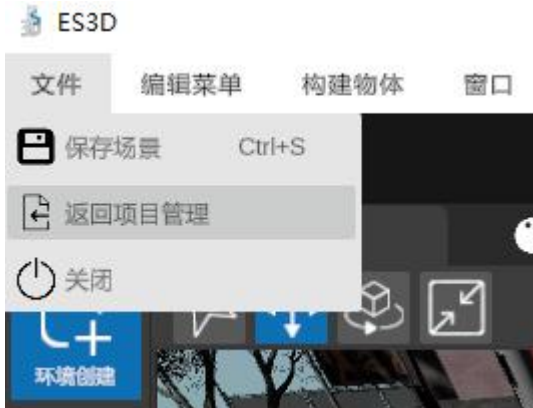 ES3D
文件 编辑菜单 构建物体 窗口
保存场景 Ctrl+S
返回项目管理
关闭
环境创建